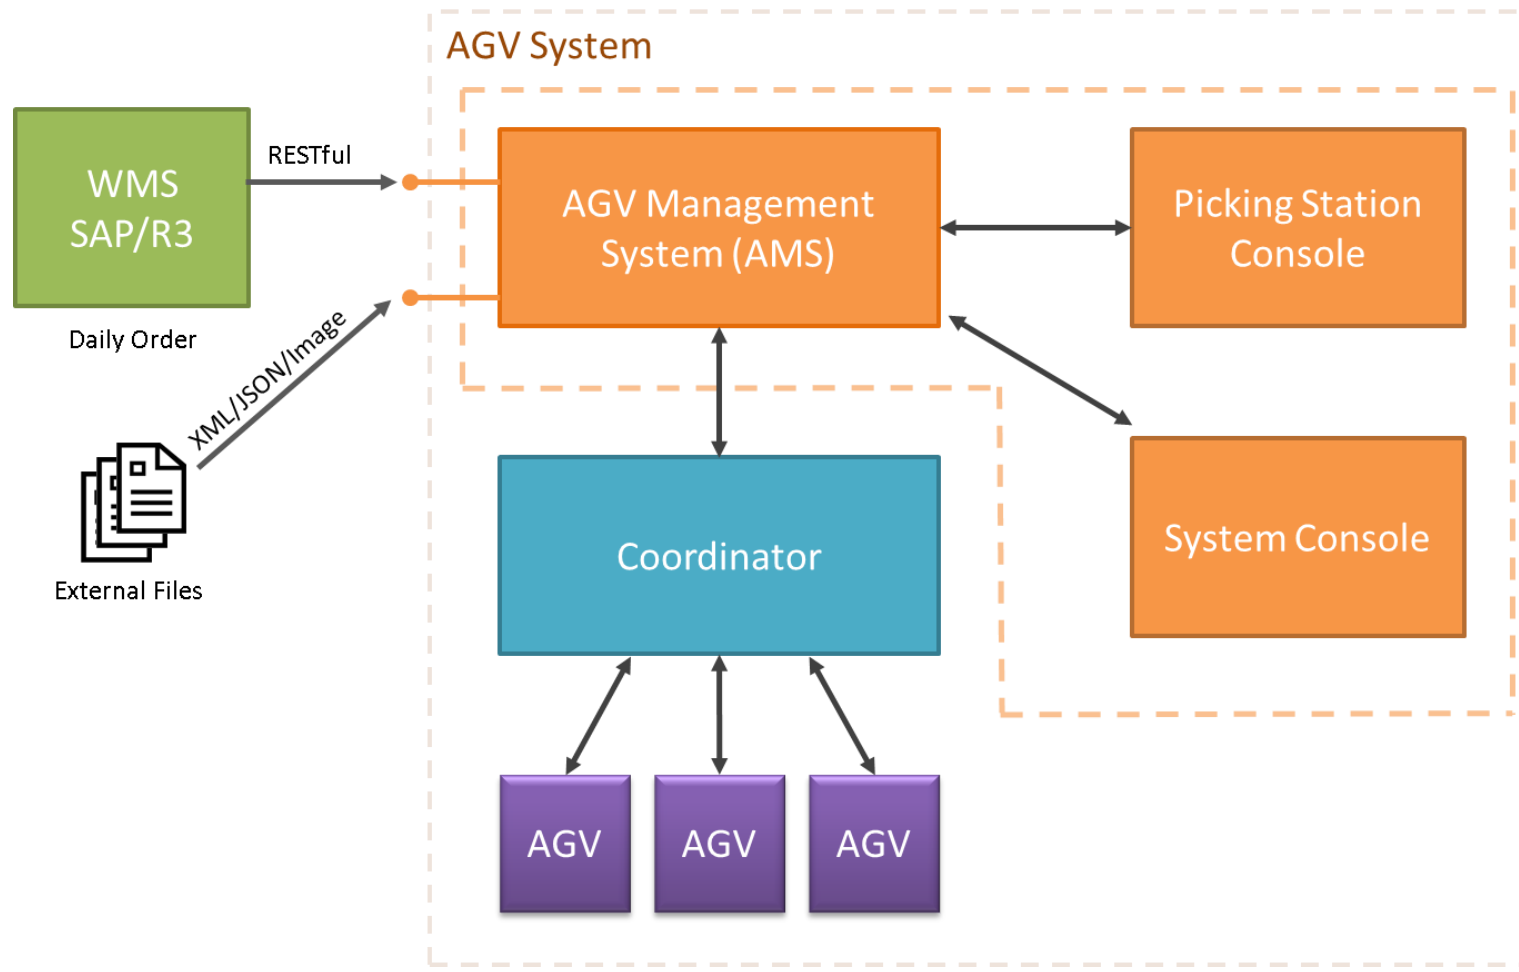 AGV System
WMS
SAP/R3
RESTful
AGV Management
System (AMS)
Picking Station
Console
Daily Order
XML/JSON/Image
External Files
Coordinator
System Console
AGV
AGV
AGV